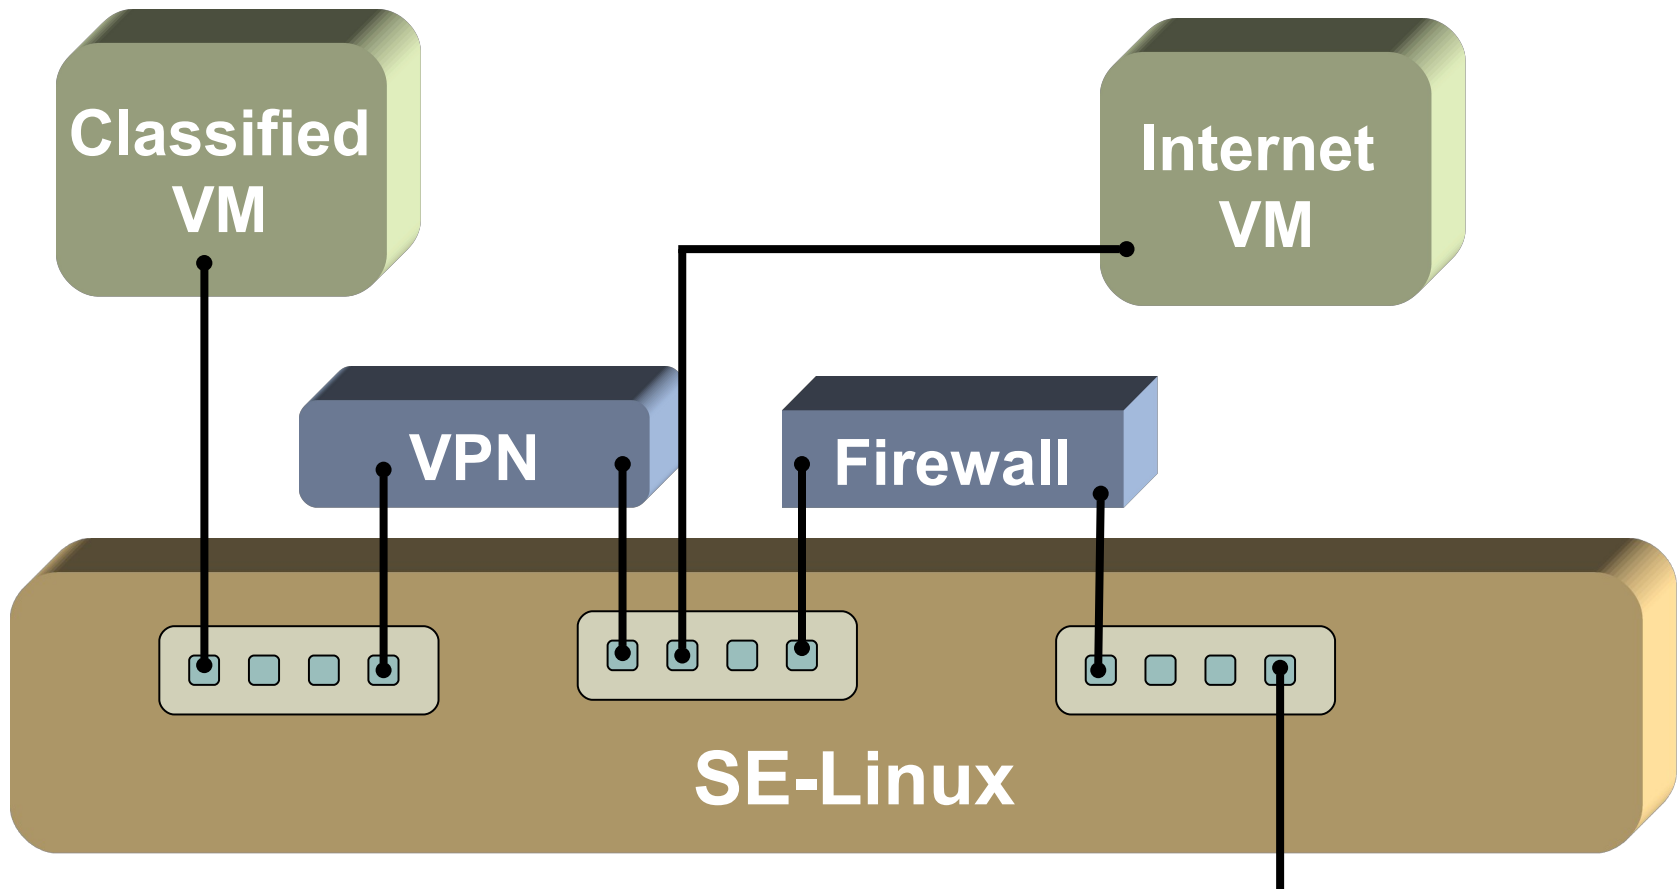 Classified
VM
Internet
VM
VPN
Firewall
SE-Linux